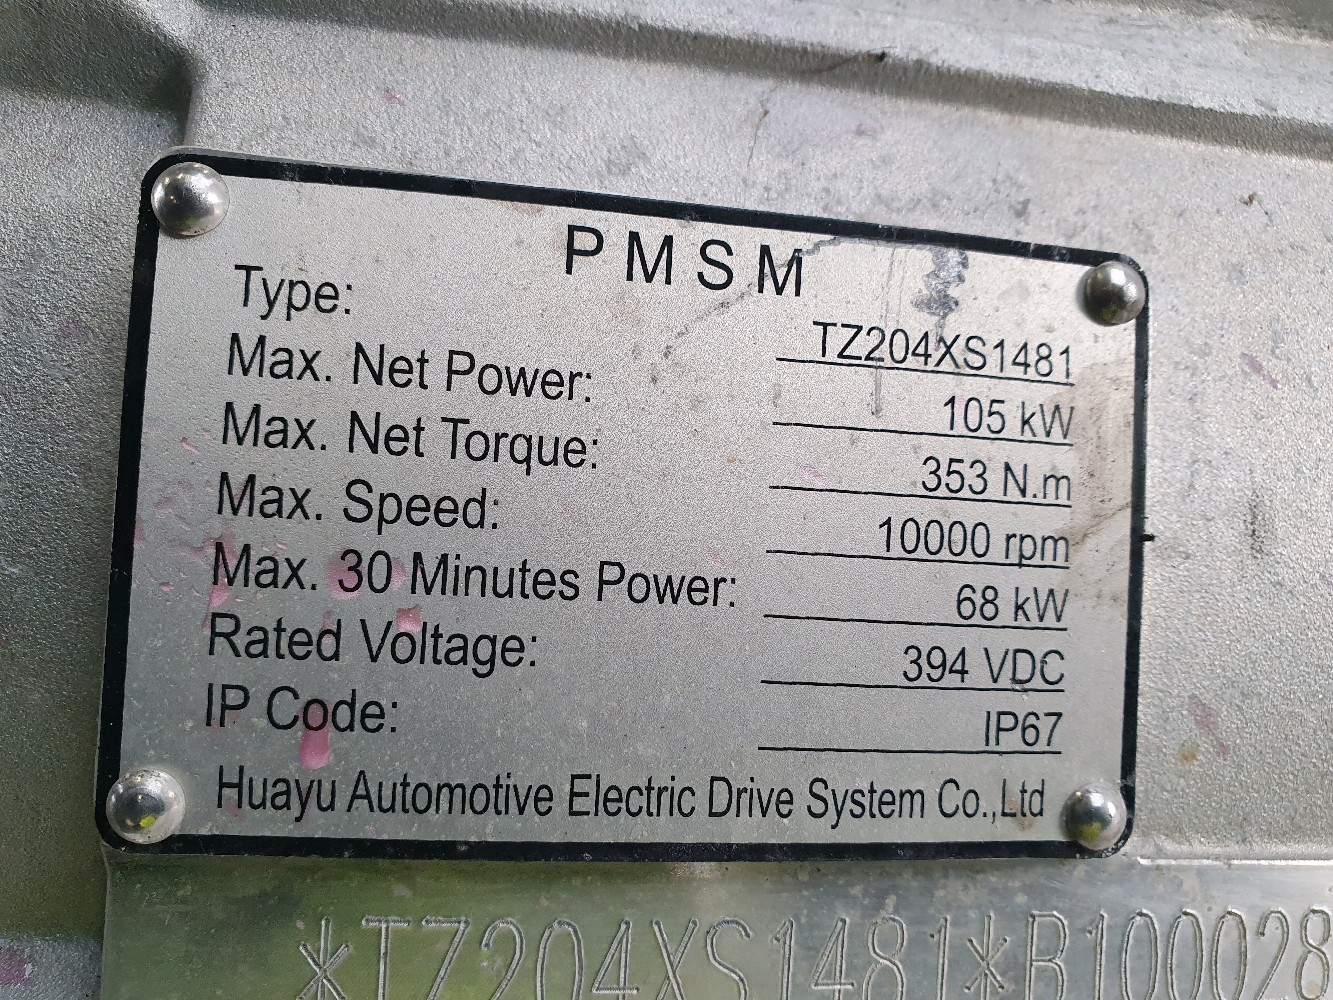 PMSM
Type: TZ204XS1481
Max. Net Power: 105 kW
Max. Net Torque: 353 N.m
Max. Speed: 10000 rpm
Max. 30 Minutes Power: 68 kW
Rated Voltage: 394 VDC
IP Code: IP67
Huayu Automotive Electric Drive System Co.,Ltd
*TZ204XS1481*B100028